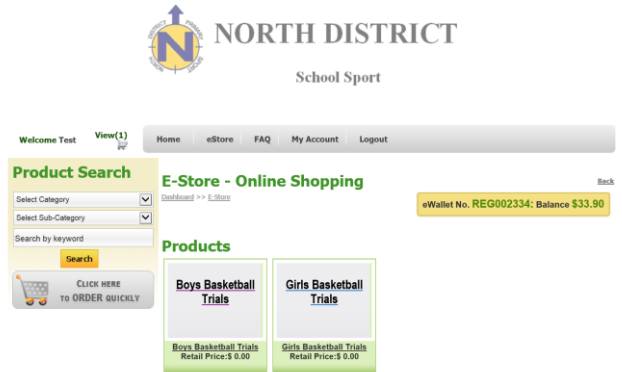 NORTH DISTRICT
School Sport
Welcome Test
View(1)
Home eStore FAQ My Account Logout
Product Search
Select Category
Select Sub-Category
Search by keyword
Search
CLICK HERE
TO ORDER QUICKLY
E-Store - Online Shopping
Back
Dashboard >> E-Store
eWallet No. REG002334: Balance $33.90
Products
Boys Basketball
Trials
Boys Basketball Trials
Retail Price:$ 0.00
Girls Basketball
Trials
Girls Basketball Trials
Retail Price:$ 0.00